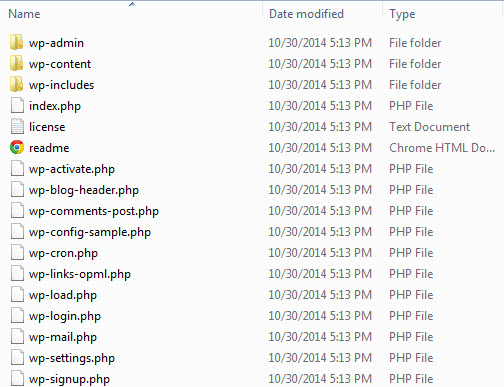 Name Date modified Type
wp-admin 10/30/2014 5:13 PM File folder
wp-content 10/30/2014 5:13 PM File folder
wp-includes 10/30/2014 5:13 PM File folder
index.php 10/30/2014 5:13 PM PHP File
license 10/30/2014 5:13 PM Text Document
readme 10/30/2014 5:13 PM Chrome HTML Do...
wp-activate.php 10/30/2014 5:13 PM PHP File
wp-blog-header.php 10/30/2014 5:13 PM PHP File
wp-comments-post.php 10/30/2014 5:13 PM PHP File
wp-config-sample.php 10/30/2014 5:13 PM PHP File
wp-cron.php 10/30/2014 5:13 PM PHP File
wp-links-opml.php 10/30/2014 5:13 PM PHP File
wp-load.php 10/30/2014 5:13 PM PHP File
wp-login.php 10/30/2014 5:13 PM PHP File
wp-mail.php 10/30/2014 5:13 PM PHP File
wp-settings.php 10/30/2014 5:13 PM PHP File
wp-signup.php 10/30/2014 5:13 PM PHP File